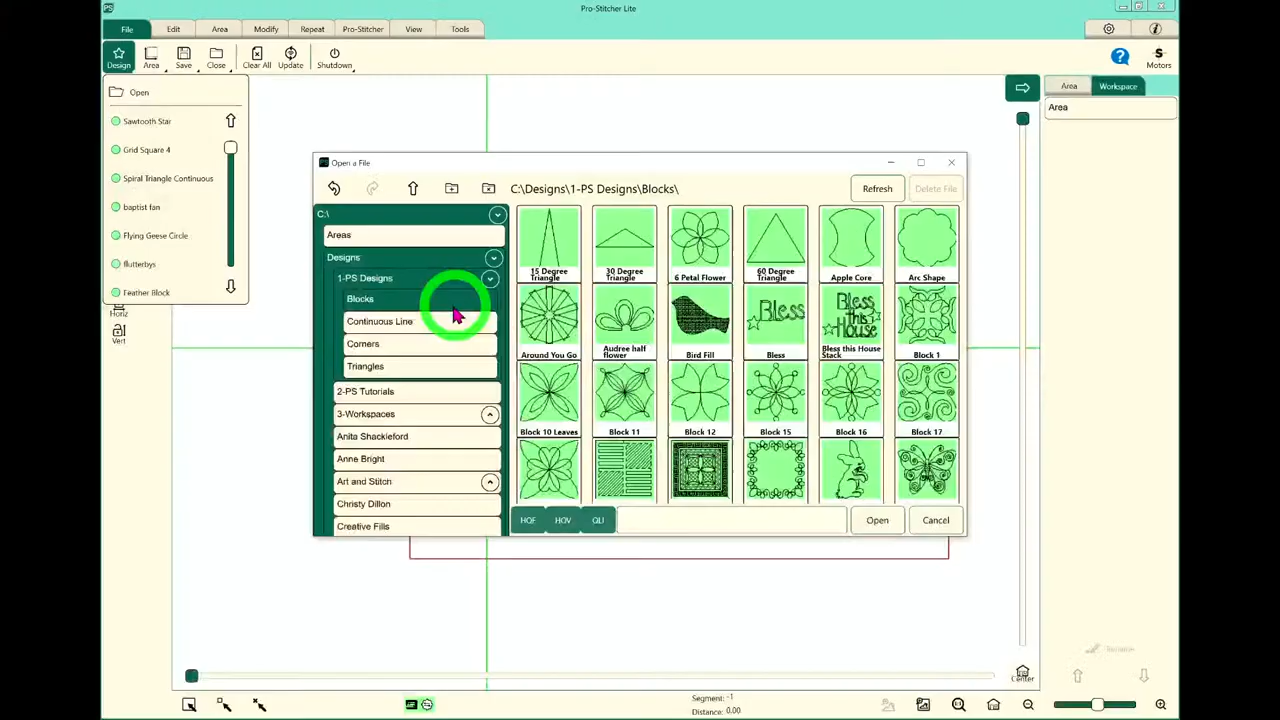 PS
Pro-Stitcher Lite
File Edit Area Modify Repeat Pro-Stitcher View Tools
Design Area Save Close Clear All Update Shutdown
Motors
Open
Sawtooth Star
Grid Square 4
Spiral Triangle Continuous
baptist fan
Flying Geese Circle
flutterbys
Feather Block
Horiz
Vert
Area Workspace
Area
PS Open a File
C:\Designs\1-PS Designs\Blocks\
Refresh Delete File
C:\
Areas
Designs
1-PS Designs
Blocks
Continuous Line
Corners
Triangles
2-PS Tutorials
3-Workspaces
Anita Shackleford
Anne Bright
Art and Stitch
Christy Dillon
Creative Fills
15 Degree Triangle
30 Degree Triangle
6 Petal Flower
60 Degree Triangle
Apple Core
Arc Shape
Around You Go
Audree half flower
Bird Fill
Bless
Bless
Bless this House
Bless this House Stack
Block 1
Block 10 Leaves
Block 11
Block 12
Block 15
Block 16
Block 17
HQF HQV QLI
Open Cancel
Center
Segment: -1
Distance: 0.00